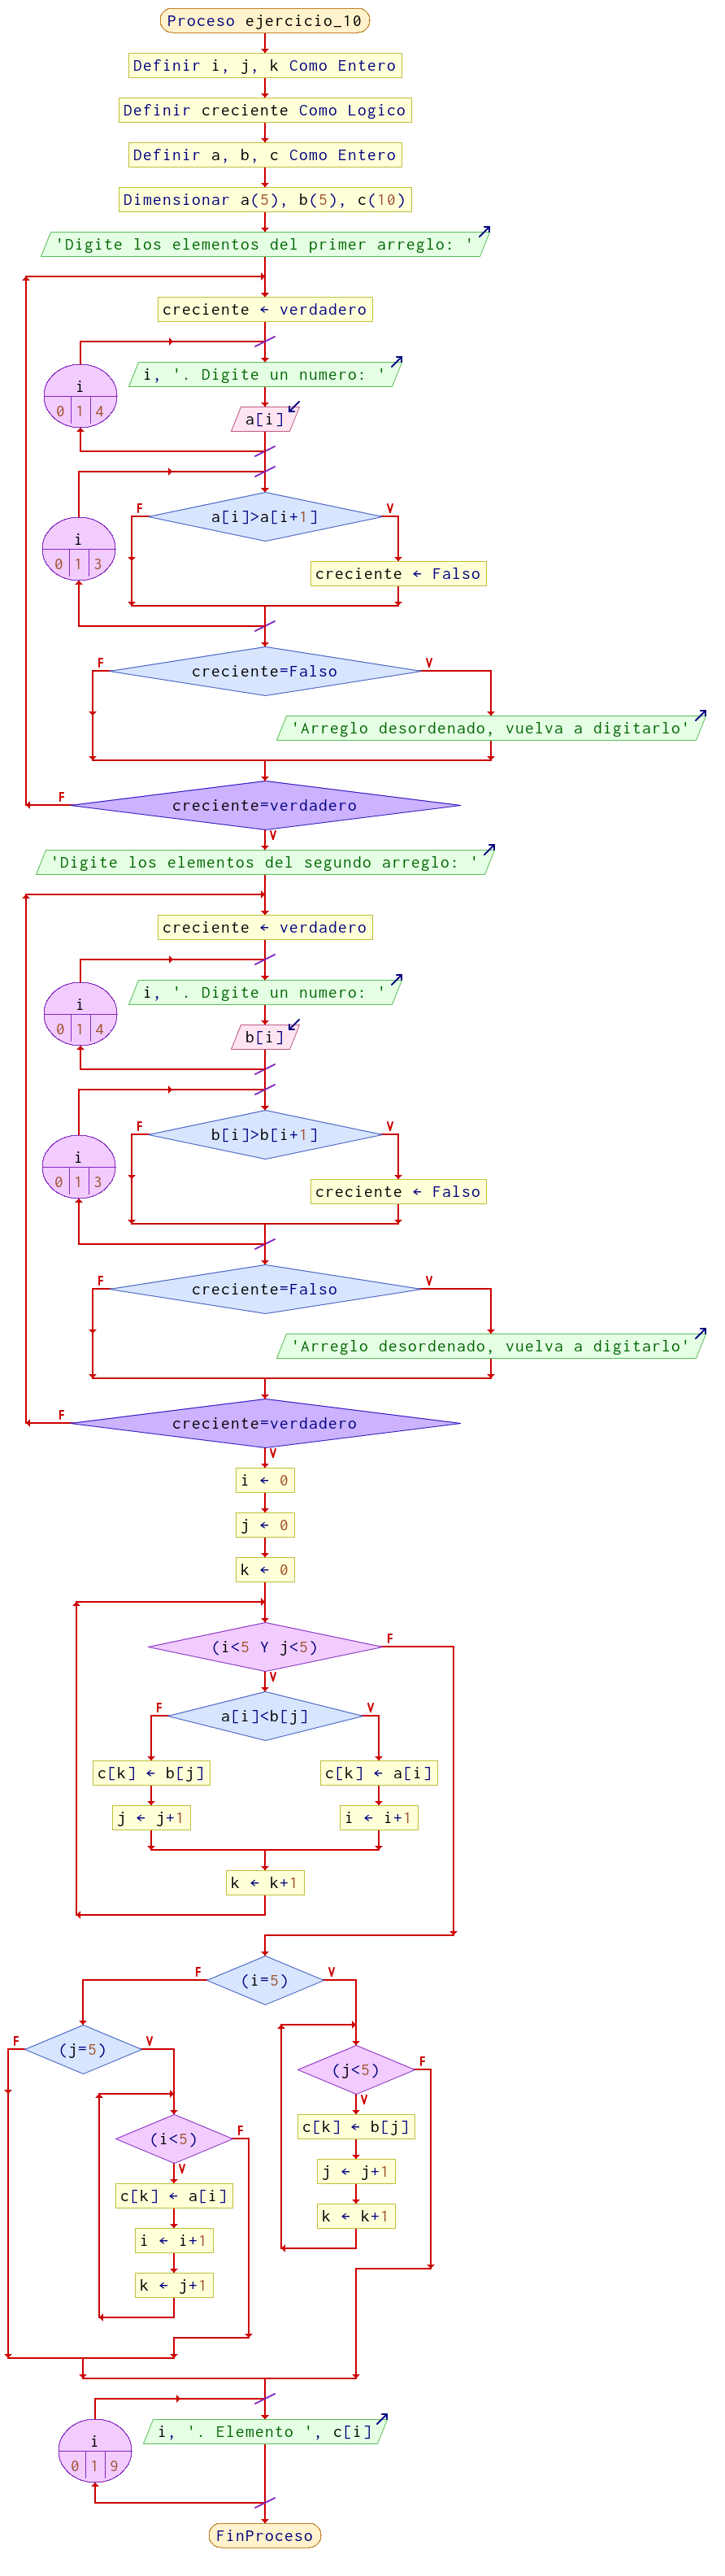 Proceso ejercicio_10
Definir i, j, k Como Entero
Definir creciente Como Logico
Definir a, b, c Como Entero
Dimensionar a(5), b(5), c(10)
'Digite los elementos del primer arreglo: '
creciente ← verdadero
i, '. Digite un numero: '
i
0 1 4
a[i]
F V
a[i]>a[i+1]
i
0 1 3
creciente ← Falso
F V
creciente=Falso
'Arreglo desordenado, vuelva a digitarlo'
F
creciente=verdadero
V
'Digite los elementos del segundo arreglo: '
creciente ← verdadero
i, '. Digite un numero: '
i
0 1 4
b[i]
F V
b[i]>b[i+1]
i
0 1 3
creciente ← Falso
F V
creciente=Falso
'Arreglo desordenado, vuelva a digitarlo'
F
creciente=verdadero
V
i ← 0
j ← 0
k ← 0
F
(i<5 Y j<5)
V
F V
a[i]<b[j]
c[k] ← b[j] c[k] ← a[i]
j ← j+1 i ← i+1
k ← k+1
F V
(i=5)
F V
(j=5)
F
(j<5)
V
c[k] ← b[j]
F
(i<5)
V
j ← j+1
c[k] ← a[i]
k ← k+1
i ← i+1
k ← j+1
i, '. Elemento ', c[i]
i
0 1 9
FinProceso